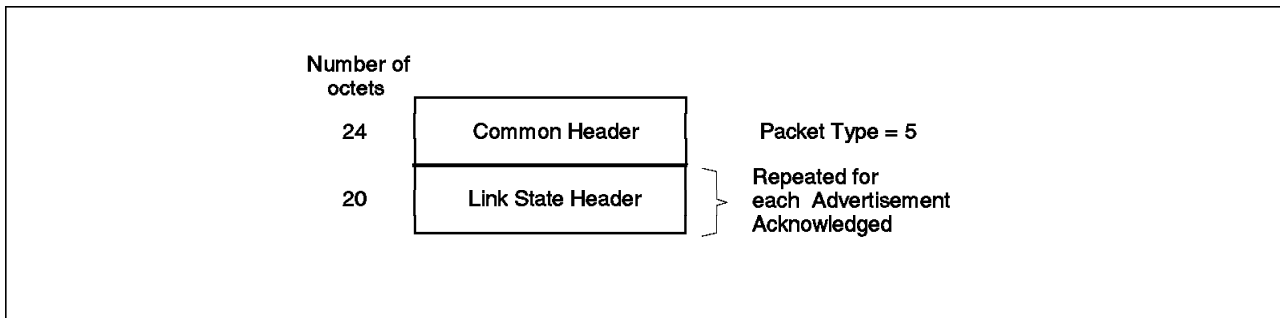 Number of
octets
24 Common Header Packet Type = 5
20 Link State Header Repeated for
each Advertisement
Acknowledged